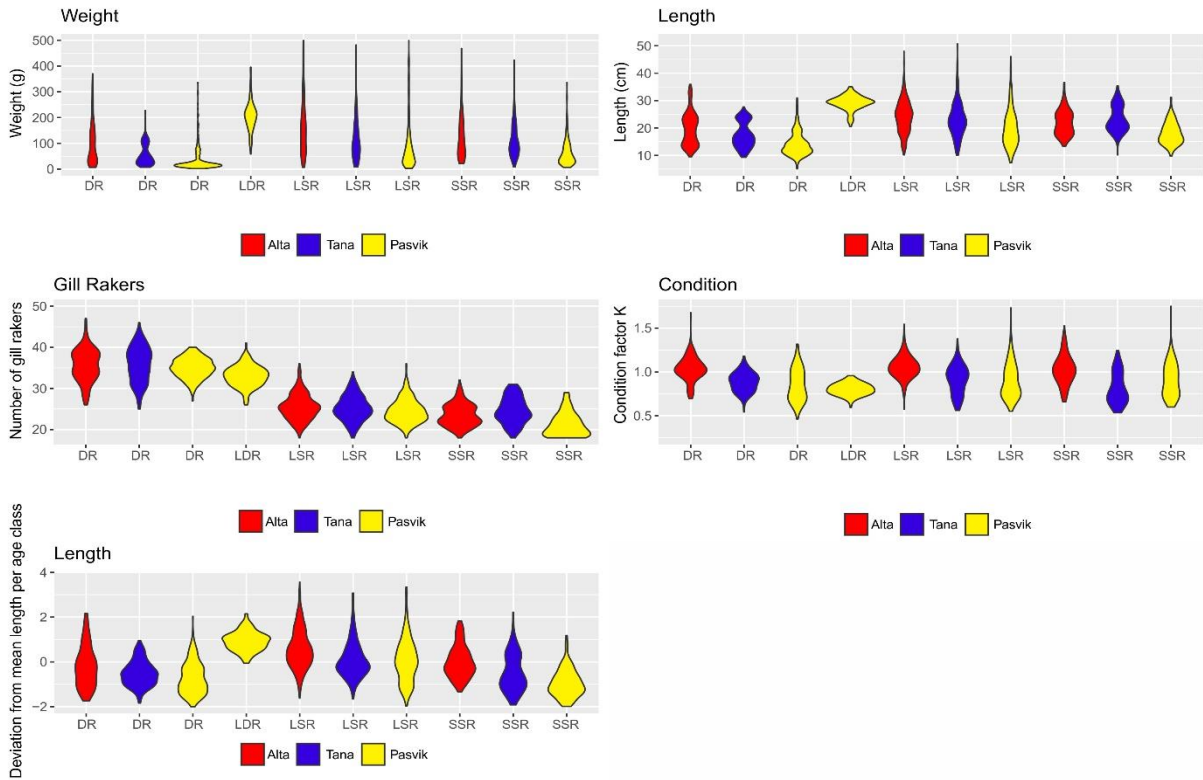 Weight
Weight (g)
500
400
300
200
100
0
DR DR DR LDR LSR LSR LSR SSR SSR SSR
Alta Tana Pasvik
Length
Length (cm)
50
40
30
20
10
DR DR DR LDR LSR LSR LSR SSR SSR SSR
Alta Tana Pasvik
Gill Rakers
Number of gill rakers
50
40
30
20
DR DR DR LDR LSR LSR LSR SSR SSR SSR
Alta Tana Pasvik
Condition
Condition factor K
1.5
1.0
0.5
DR DR DR LDR LSR LSR LSR SSR SSR SSR
Alta Tana Pasvik
Length
Deviation from mean length per age class
4
2
0
−2
DR DR DR LDR LSR LSR LSR SSR SSR SSR
Alta Tana Pasvik